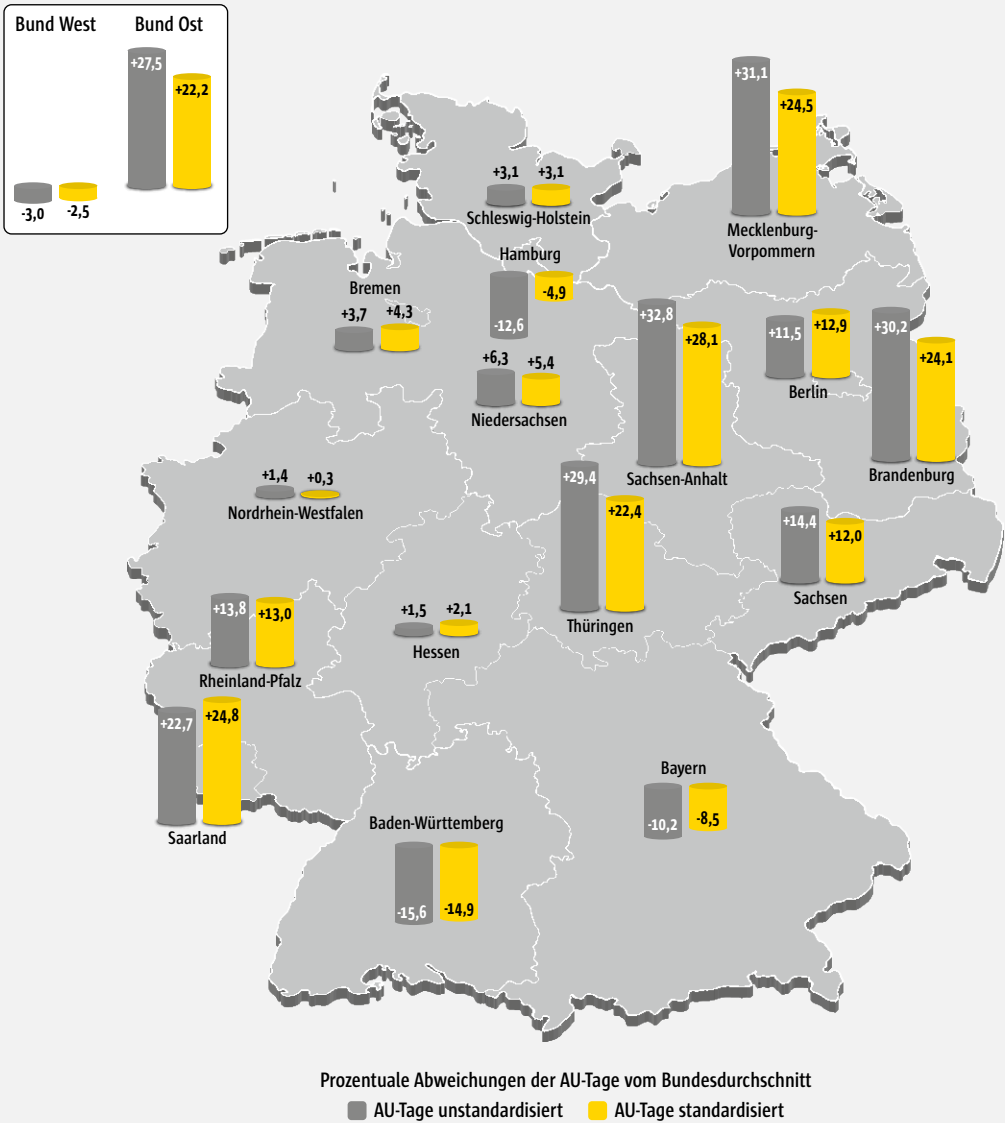 Bund West
Bund Ost
+27,5
+22,2
-3,0
-2,5
+31,1
+24,5
Mecklenburg-
Vorpommern
+3,1
+3,1
Schleswig-Holstein
Hamburg
-12,6
-4,9
Bremen
+3,7
+4,3
+6,3
+5,4
Niedersachsen
+32,8
+28,1
Sachsen-Anhalt
+11,5
+12,9
Berlin
+30,2
+24,1
Brandenburg
+1,4
+0,3
Nordrhein-Westfalen
+29,4
+22,4
Thüringen
+14,4
+12,0
Sachsen
+13,8
+13,0
Rheinland-Pfalz
+1,5
+2,1
Hessen
+22,7
+24,8
Saarland
Baden-Württemberg
-15,6
-14,9
Bayern
-10,2
-8,5
Prozentuale Abweichungen der AU-Tage vom Bundesdurchschnitt
AU-Tage unstandardisiert
AU-Tage standardisiert